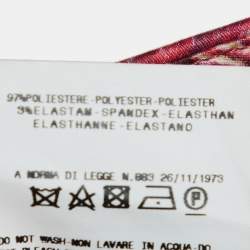 97%POLIESTERE-POLYESTER-POLIESTER
3%ELASTAM-SPANDEX-ELASTHAN
ELASTHANNE-ELASTANO
A NORMA DI LEGGE N.883 26/11/1973
P
DO NOT WASH-NON LAVARE IN ACQUA-DO